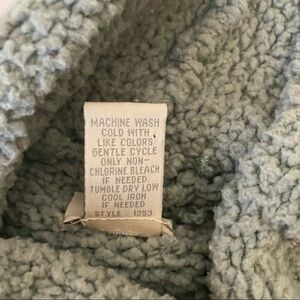 MACHINE WASH
COLD WITH
LIKE COLORS
GENTLE CYCLE
ONLY NON-
CHLORINE BLEACH
IF NEEDED
TUMBLE DRY LOW
COOL IRON
IF NEEDED
STYLE 1353